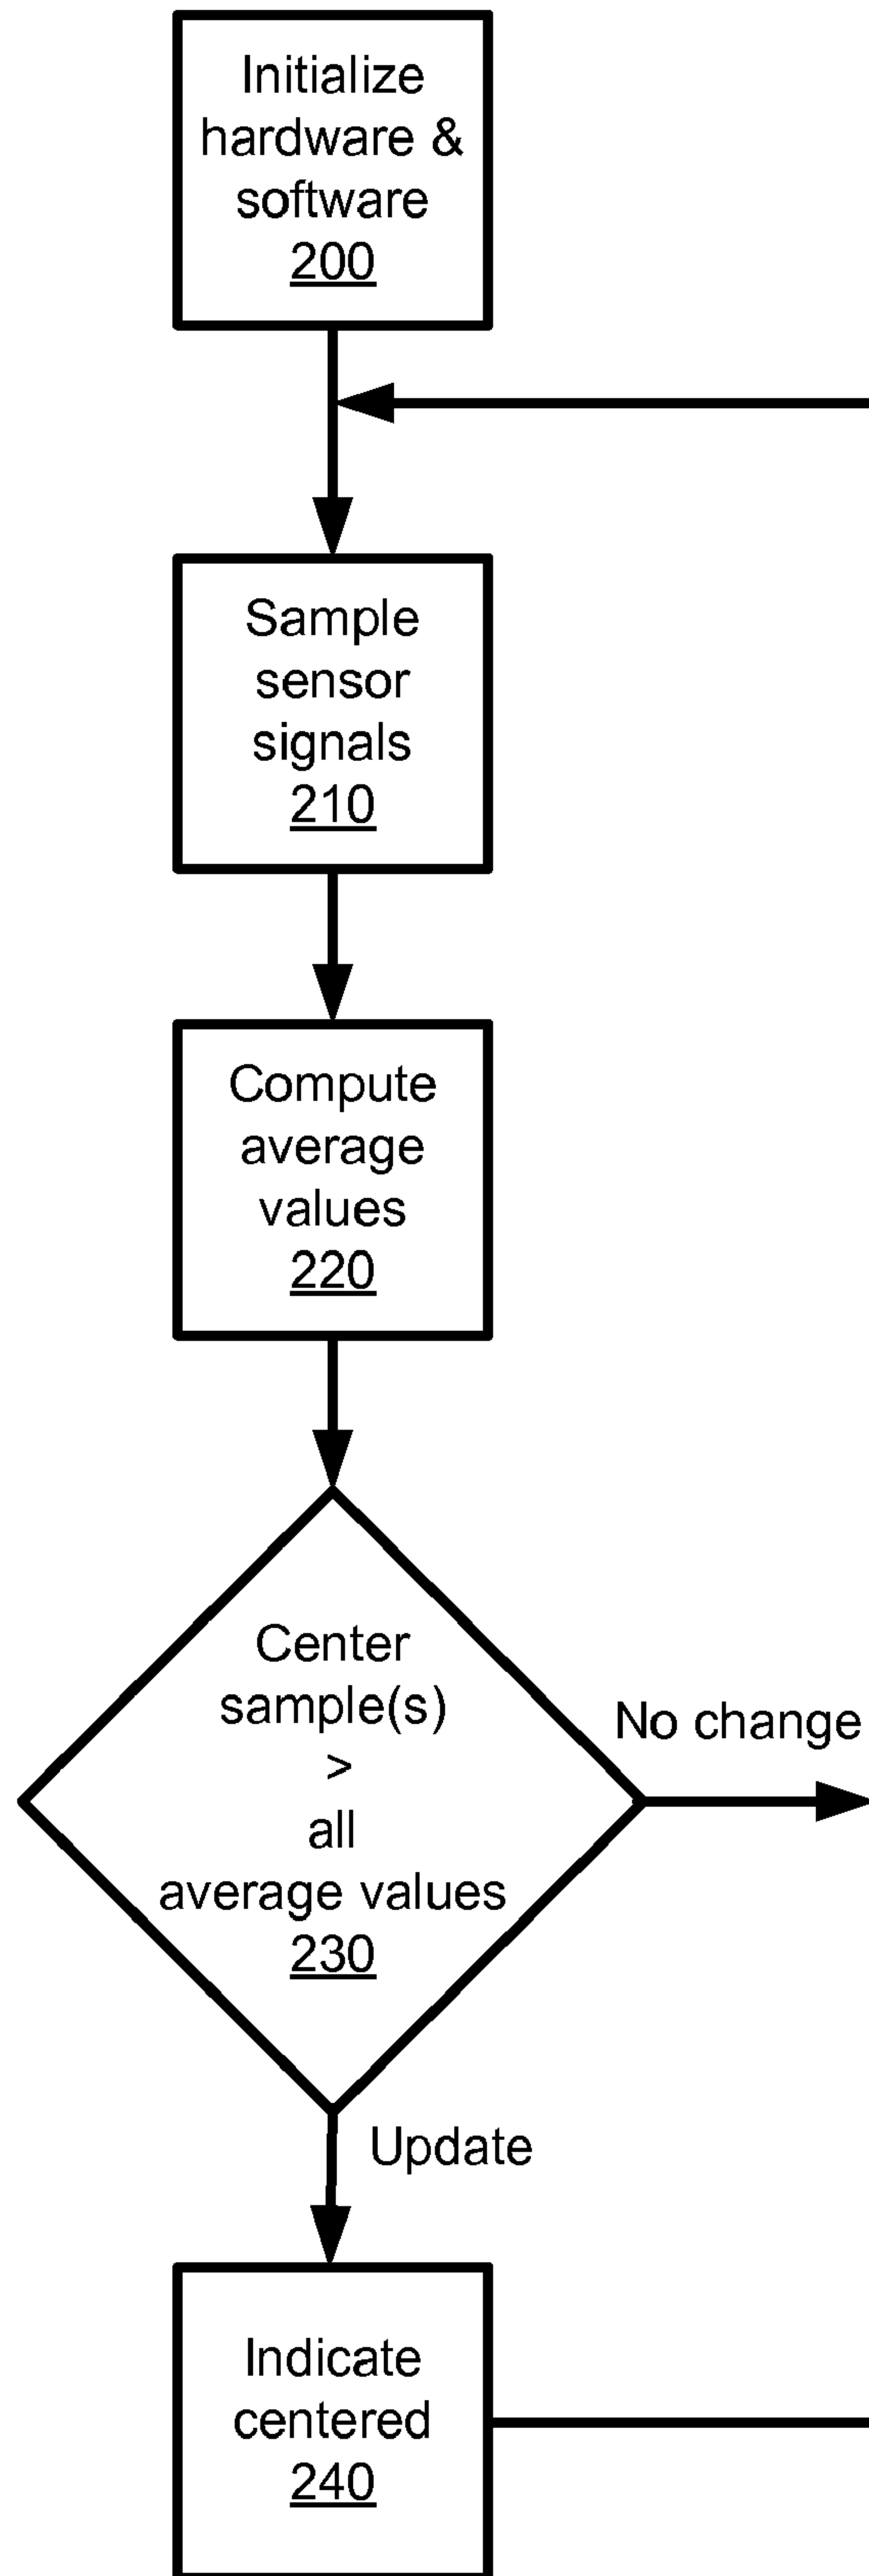 Initialize
hardware &
software
200
Sample
sensor
signals
210
Compute
average
values
220
Center
sample(s)
>
all
average values
230
No change
Update
Indicate
centered
240